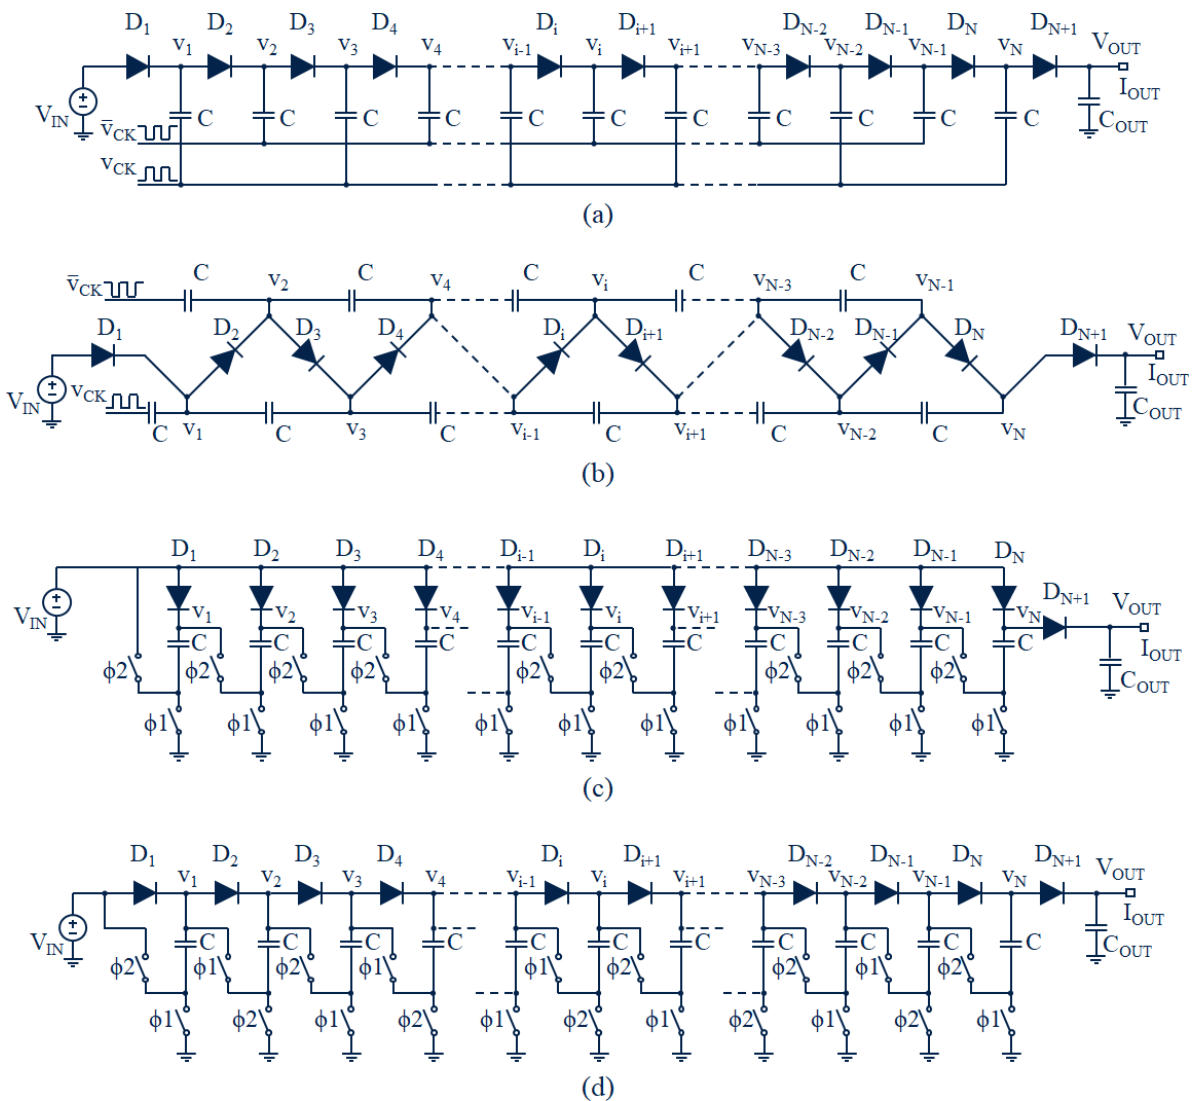 D1 D2 D3 D4 Di Di+1 DN-2 DN-1 DN DN+1
v1 v2 v3 v4 vi-1 vi vi+1 vN-3 vN-2 vN-1 vN VOUT
IOUT
VIN C C C C C C C C C C C COUT
v̅CK
vCK
(a)
v̅CK C v2 C v4 C vi C vN-3 C vN-1
D1 D2 D3 D4 Di Di+1 DN-2 DN-1 DN DN+1 VOUT
IOUT
VIN vCK COUT
C v1 C v3 C vi-1 C vi+1 C vN-2 C vN
(b)
D1 D2 D3 D4 Di-1 Di Di+1 DN-3 DN-2 DN-1 DN
DN+1 VOUT
VIN v1 v2 v3 v4 vi-1 vi vi+1 vN-3 vN-2 vN-1 vN
IOUT
C C C C C C C C C C C
ϕ2 ϕ2 ϕ2 ϕ2 ϕ2 ϕ2 ϕ2 ϕ2 COUT
ϕ1 ϕ1 ϕ1 ϕ1 ϕ1 ϕ1 ϕ1 ϕ1 ϕ1 ϕ1 ϕ1
(c)
D1 D2 D3 D4 Di Di+1 DN-2 DN-1 DN DN+1
v1 v2 v3 v4 vi-1 vi vi+1 vN-3 vN-2 vN-1 vN VOUT
IOUT
VIN C C C C C C C C C C C COUT
ϕ2 ϕ1 ϕ2 ϕ1 ϕ1 ϕ2 ϕ2 ϕ1 ϕ2
ϕ1 ϕ2 ϕ1 ϕ2 ϕ1 ϕ2 ϕ1 ϕ2 ϕ1 ϕ2 ϕ1
(d)